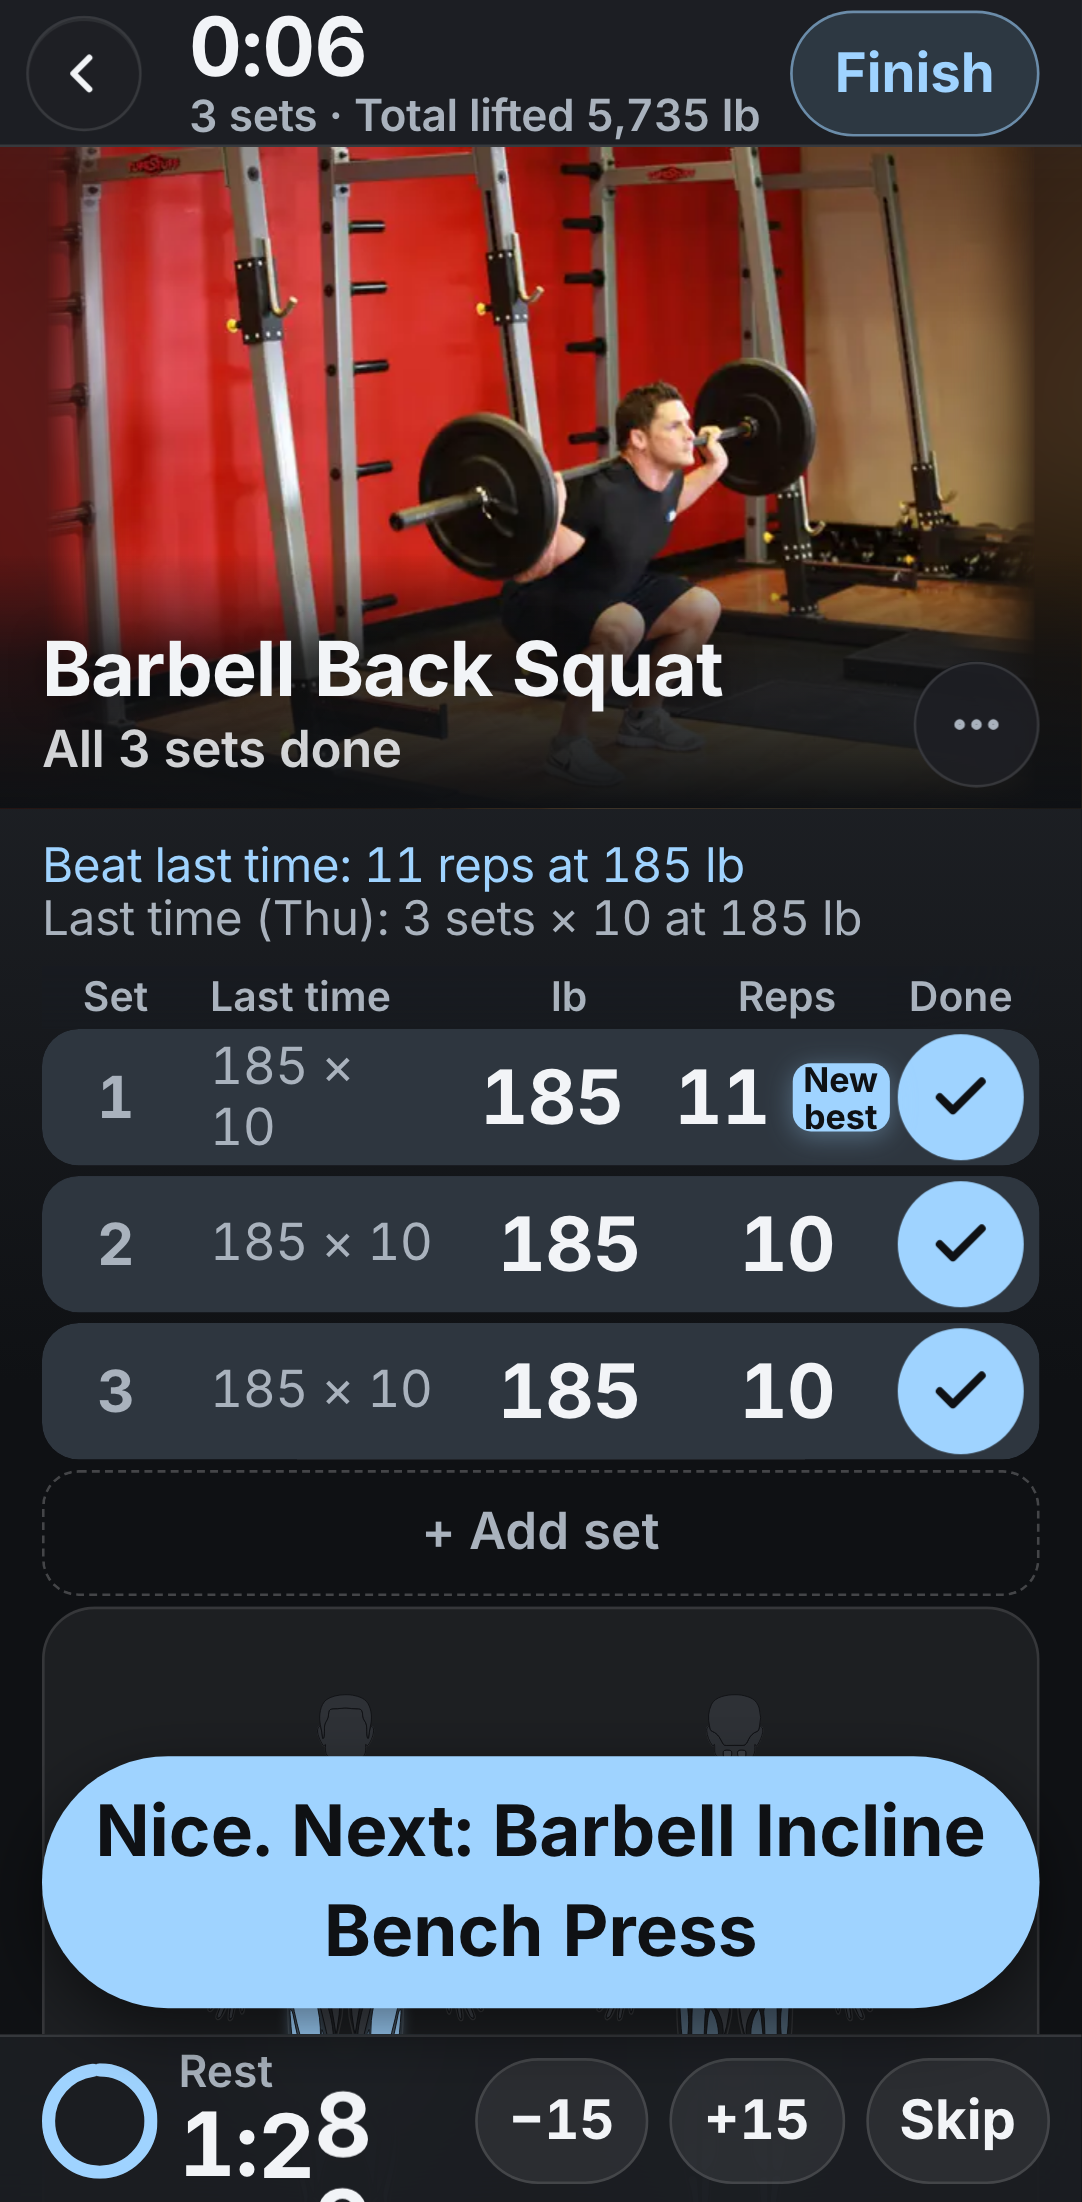 0:06
3 sets · Total lifted 5,735 lb
Finish
Barbell Back Squat
All 3 sets done
Beat last time: 11 reps at 185 lb
Last time (Thu): 3 sets × 10 at 185 lb
Set Last time lb Reps Done
1 185 × 10 185 11 New best
2 185 × 10 185 10
3 185 × 10 185 10
+ Add set
Nice. Next: Barbell Incline
Bench Press
Rest
1:28
−15 +15 Skip